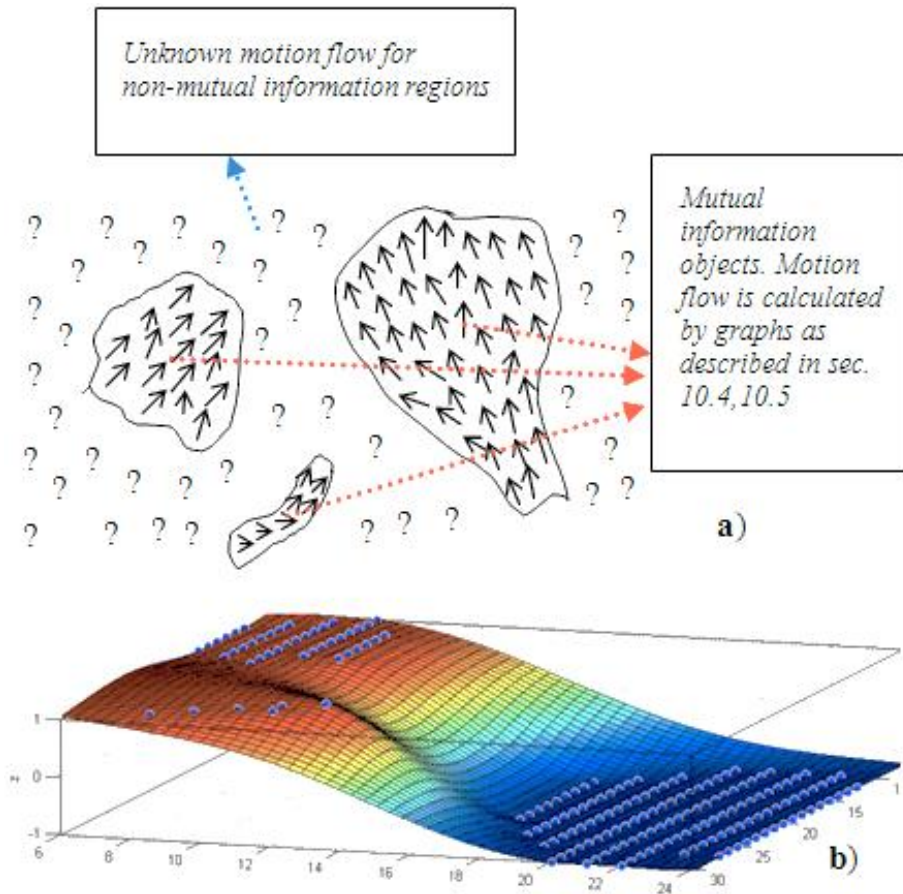 Unknown motion flow for
non-mutual information regions
Mutual
information
objects. Motion
flow is calculated
by graphs as
described in sec.
10.4,10.5
? ? ? ? ? ? ?
? ? ? ? ?
? ? ? ?
? ? ?
? ? ? ?
? ? ? ? ?
? ? ? ?
? ? ? ? ? ? ? ? ?
a)
1
0
-1
z
6
8
10
12
14
16
18
20
22
24
30
25
20
15
1
b)